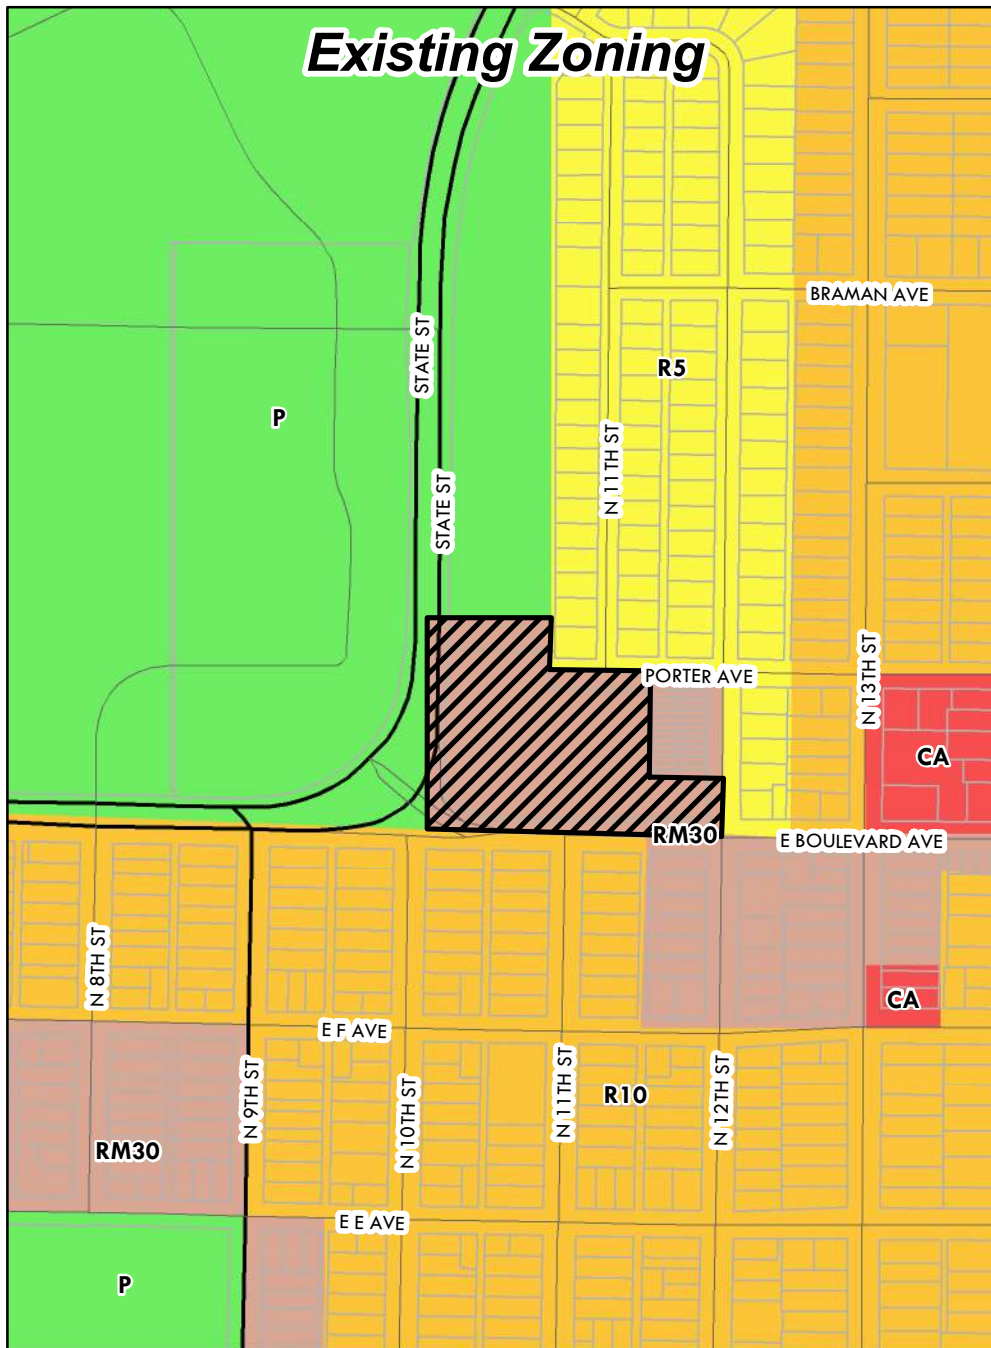 Existing Zoning
BRAMAN AVE
STATE ST
R5
P
N 11TH ST
STATE ST
PORTER AVE
N 13TH ST
CA
RM30
E BOULEVARD AVE
N 8TH ST
CA
E F AVE
N 9TH ST
N 10TH ST
N 11TH ST
R10
N 12TH ST
RM30
E E AVE
P